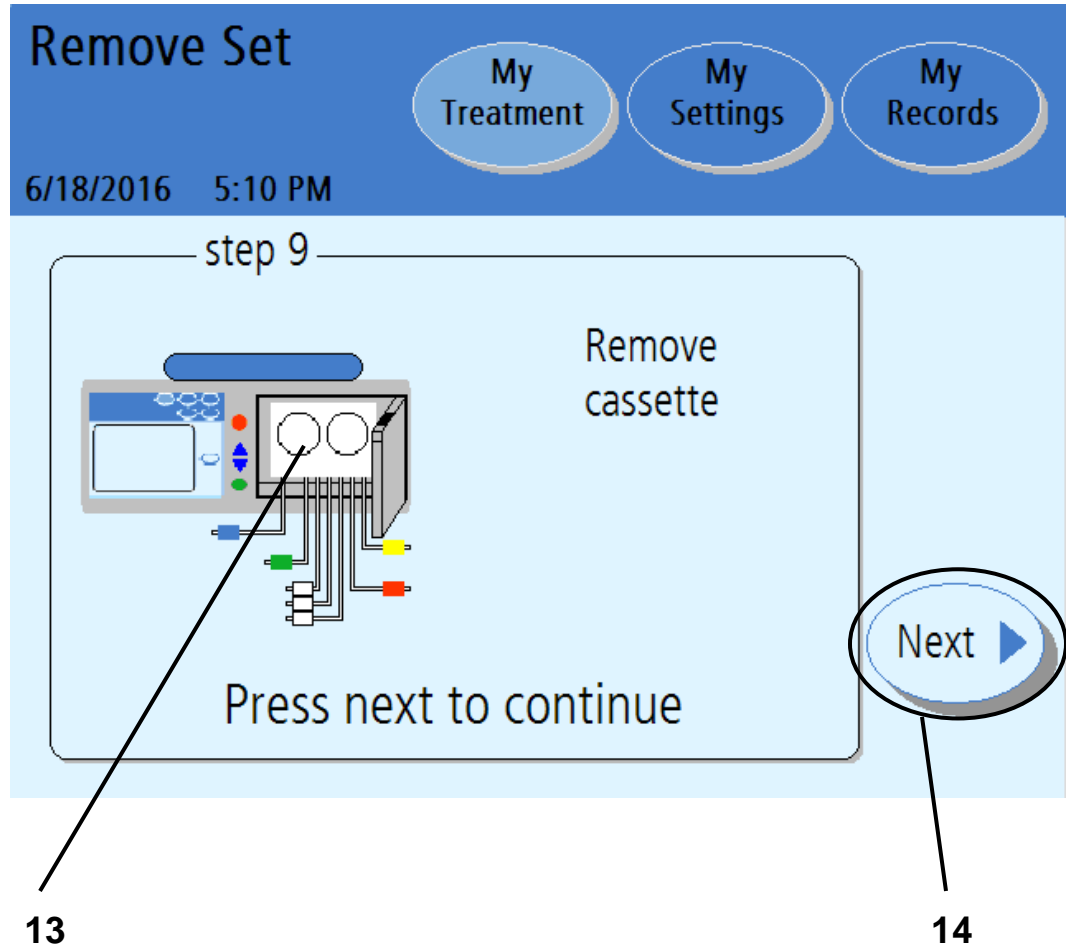 Remove Set
My
Treatment
My
Settings
My
Records
6/18/2016 5:10 PM
step 9
Remove
cassette
Next
Press next to continue
13
14